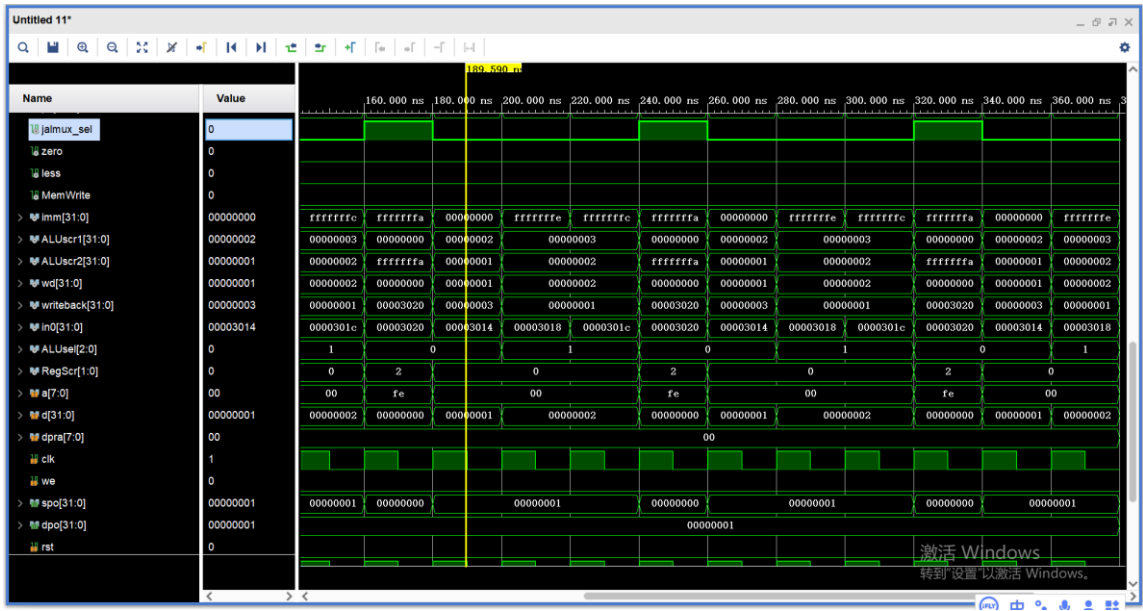 Untitled 11*
189.590 ns
Name Value
160.000 ns 180.000 ns 200.000 ns 220.000 ns 240.000 ns 260.000 ns 280.000 ns 300.000 ns 320.000 ns 340.000 ns 360.000 ns 3
jalmux_sel 0
zero 0
less 0
MemWrite 0
imm[31:0] 00000000 fffffffc fffffffa 00000000 fffffffe fffffffc fffffffa 00000000 fffffffe fffffffc fffffffa 00000000 fffffffe
ALUscr1[31:0] 00000002 00000003 00000000 00000002 00000003 00000000 00000002 00000003 00000000 00000002 00000003
ALUscr2[31:0] 00000001 00000002 fffffffa 00000001 00000002 fffffffa 00000001 00000002 fffffffa 00000001 00000002
wd[31:0] 00000001 00000002 00000000 00000001 00000002 00000000 00000001 00000002 00000000 00000001 00000002
writeback[31:0] 00000003 00000001 00003020 00000003 00000001 00003020 00000003 00000001 00003020 00000003 00000001
in0[31:0] 00003014 0000301c 00003020 00003014 00003018 0000301c 00003020 00003014 00003018 0000301c 00003020 00003014 00003018
ALUsel[2:0] 0 1 0 1 0 1 0 1
RegScr[1:0] 0 0 2 0 2 0 2 0
a[7:0] 00 00 fe 00 fe 00 fe 00
d[31:0] 00000001 00000002 00000000 00000001 00000002 00000000 00000001 00000002 00000000 00000001 00000002
dpra[7:0] 00 00
clk 1
we 0
spo[31:0] 00000001 00000001 00000000 00000001 00000000 00000001 00000000 00000001
dpo[31:0] 00000001 00000001
rst 0
激活 Windows
转到"设置"以激活 Windows。
iFLY 中